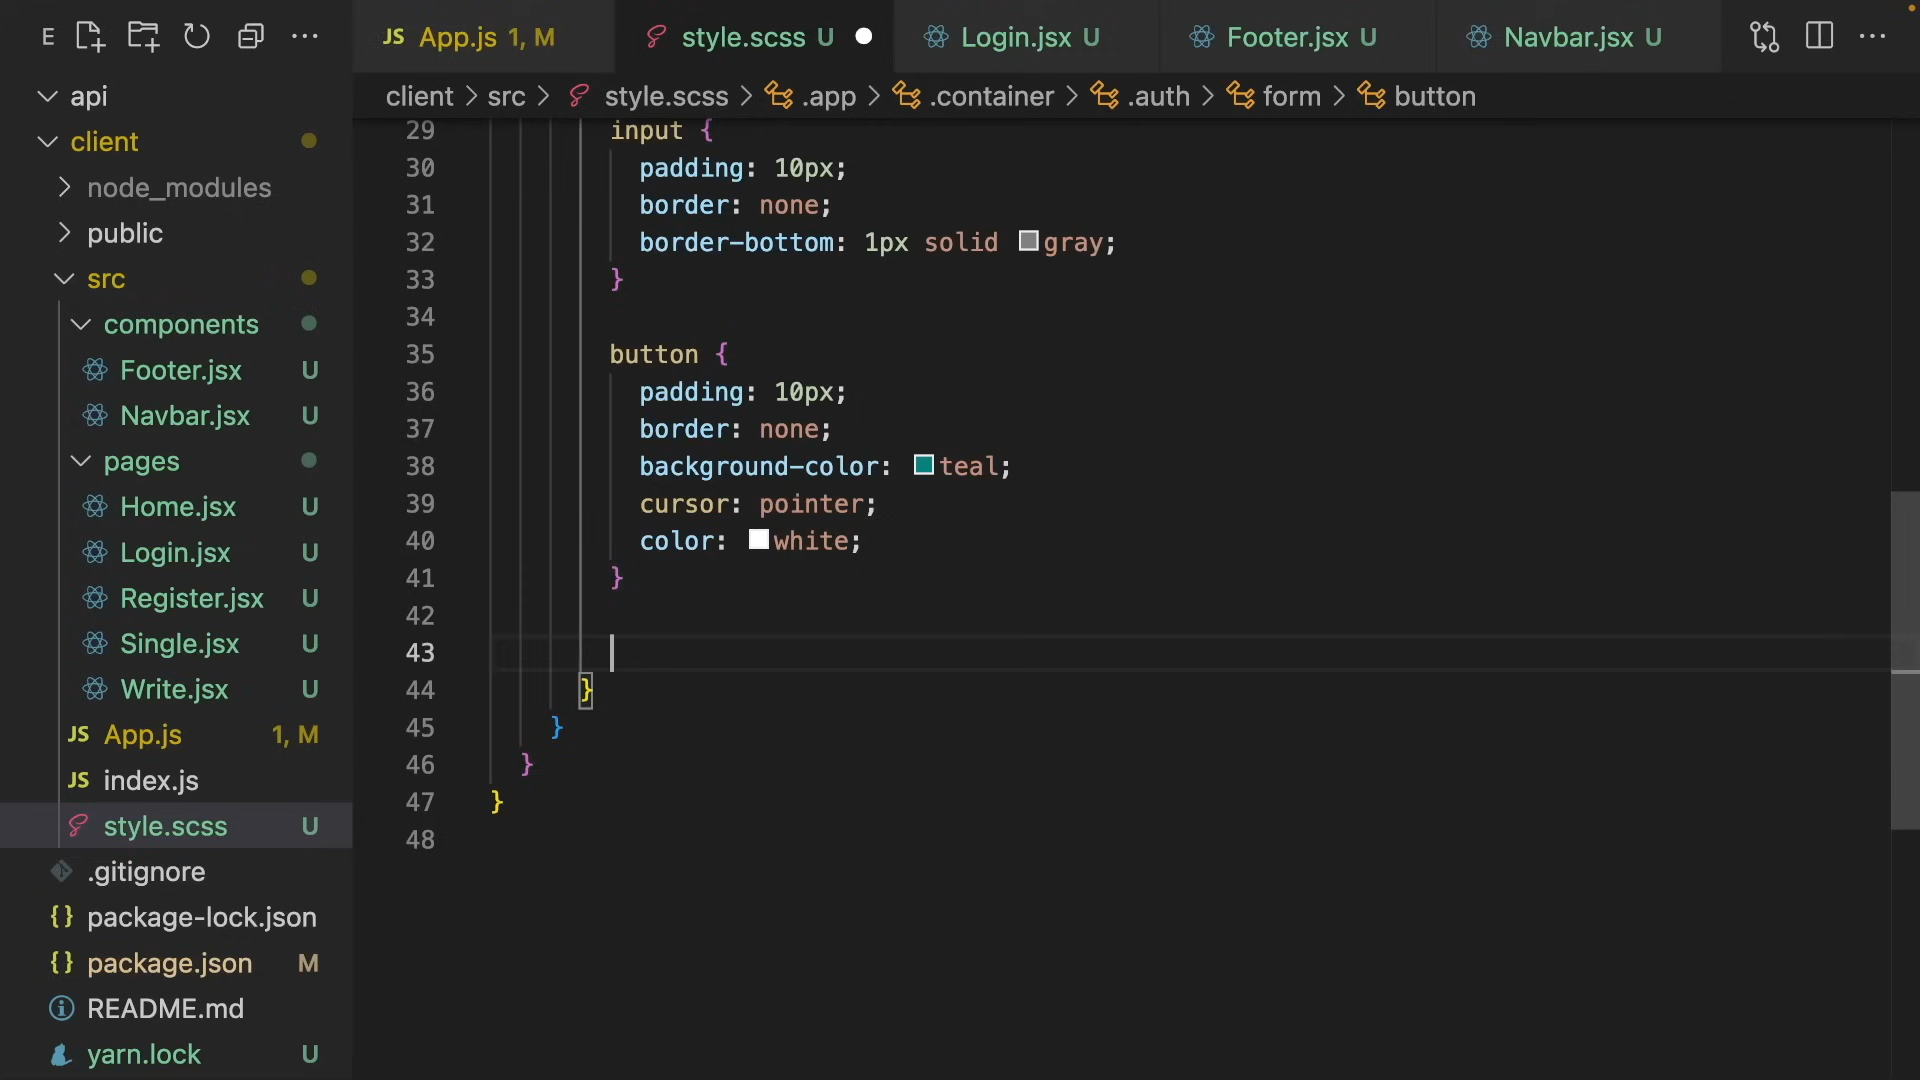 E
api
client
node_modules
public
src
components
Footer.jsx U
Navbar.jsx U
pages
Home.jsx U
Login.jsx U
Register.jsx U
Single.jsx U
Write.jsx U
JS App.js 1, M
JS index.js
style.scss U
.gitignore
{} package-lock.json
{} package.json M
README.md
yarn.lock U
JS App.js 1, M style.scss U Login.jsx U Footer.jsx U Navbar.jsx U
client > src > style.scss > .app > .container > .auth > form > button
29 input {
30 padding: 10px;
31 border: none;
32 border-bottom: 1px solid gray;
33 }
34
35 button {
36 padding: 10px;
37 border: none;
38 background-color: teal;
39 cursor: pointer;
40 color: white;
41 }
42
43
44 }
45 }
46 }
47 }
48